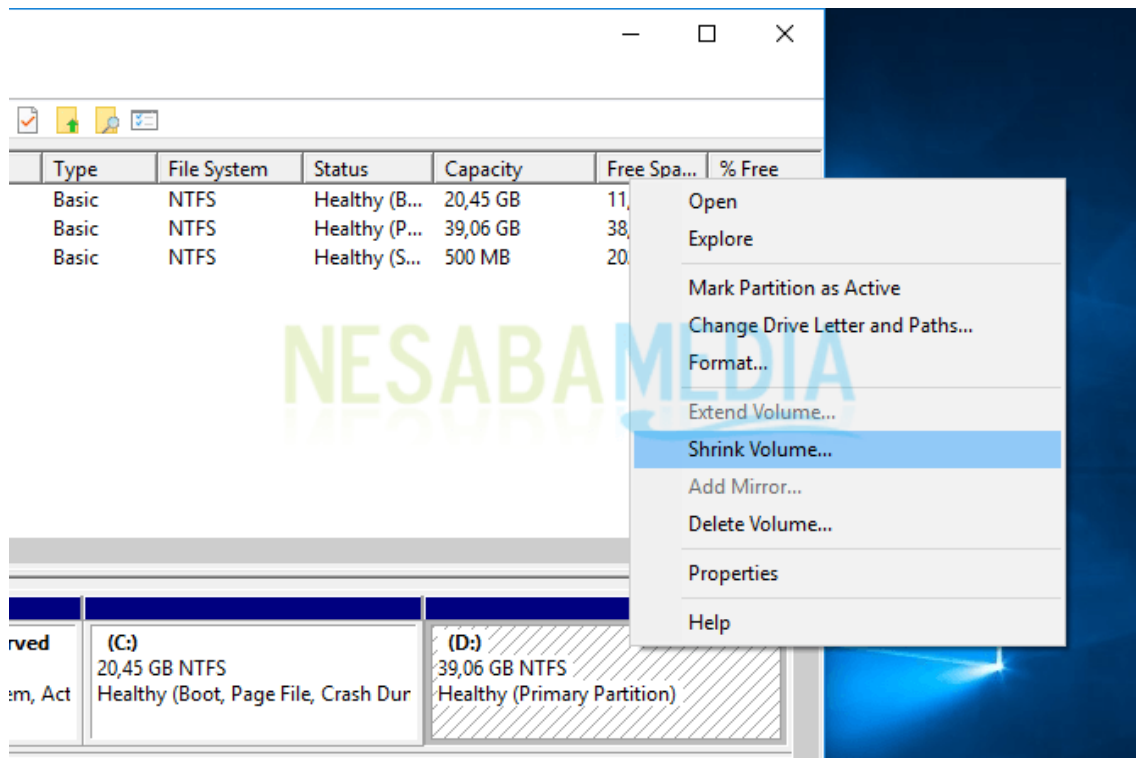 Type File System Status Capacity Free Spa... % Free
Basic NTFS Healthy (B... 20,45 GB 11,
Basic NTFS Healthy (P... 39,06 GB 38,
Basic NTFS Healthy (S... 500 MB 20
Open
Explore
Mark Partition as Active
Change Drive Letter and Paths...
Format...
Extend Volume...
Shrink Volume...
Add Mirror...
Delete Volume...
Properties
Help
NESABAMEDIA
rved
em, Act
(C:)
20,45 GB NTFS
Healthy (Boot, Page File, Crash Dur
(D:)
39,06 GB NTFS
Healthy (Primary Partition)